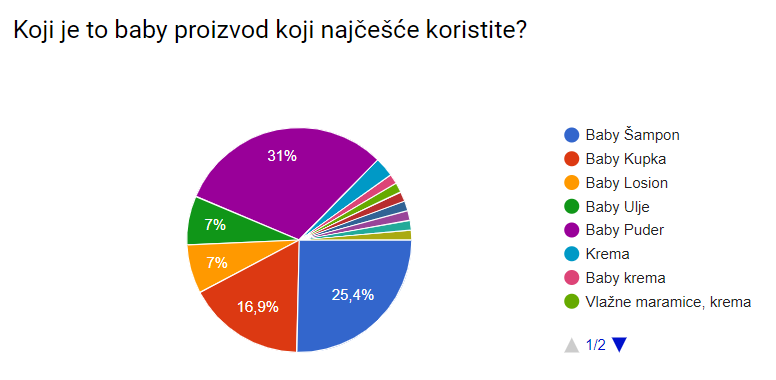 Koji je to baby proizvod koji najčešće koristite?
31%
7%
7%
16,9%
25,4%
Baby Šampon
Baby Kupka
Baby Losion
Baby Ulje
Baby Puder
Krema
Baby krema
Vlažne maramice, krema
1/2